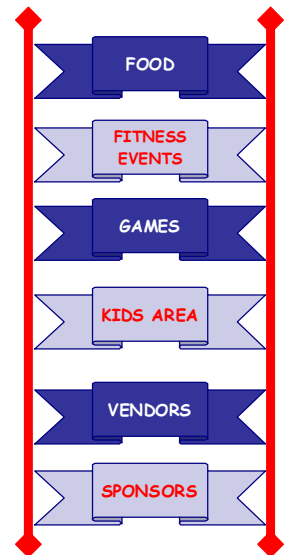 FOOD
FITNESS
EVENTS
GAMES
KIDS AREA
VENDORS
SPONSORS